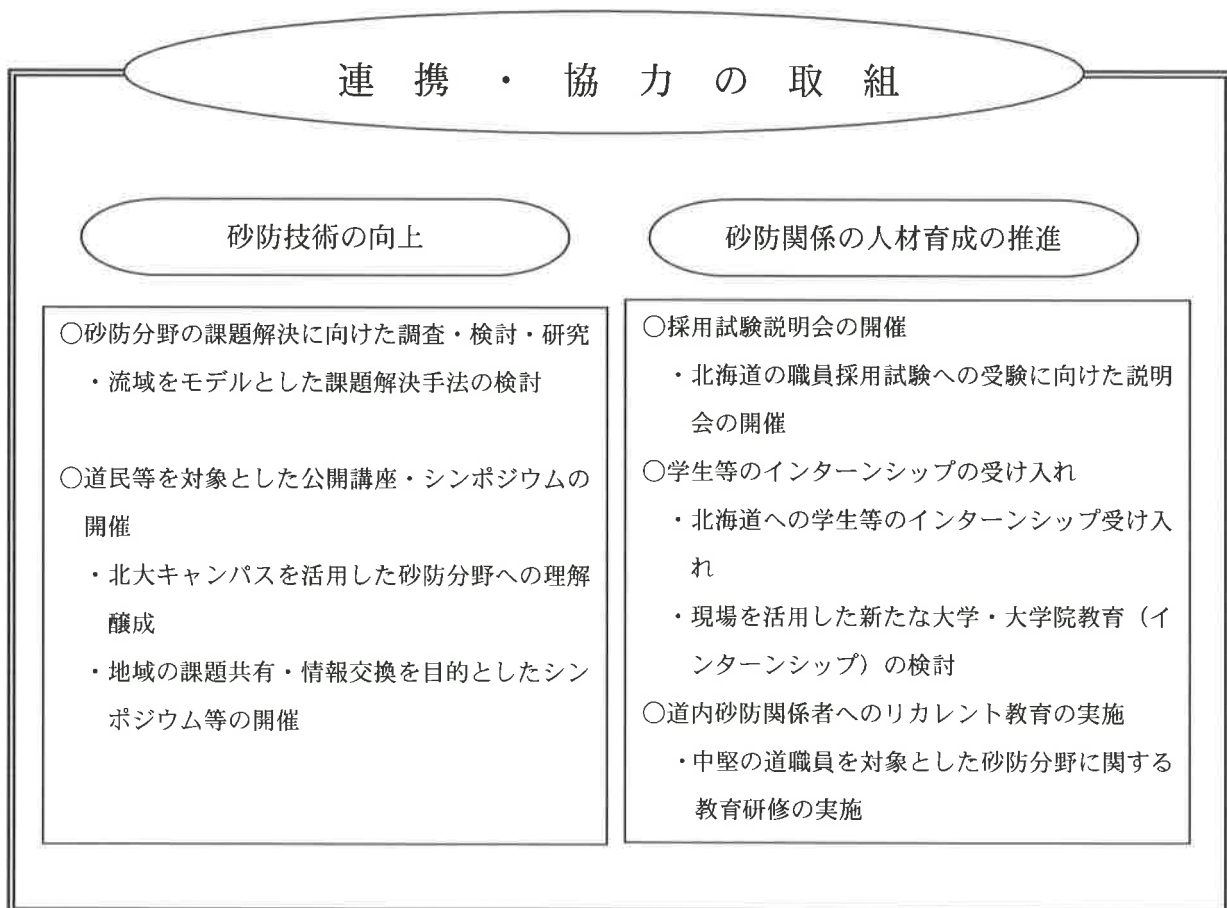 連携・協力の取組
砂防技術の向上
○砂防分野の課題解決に向けた調査・検討・研究
・流域をモデルとした課題解決手法の検討
○道民等を対象とした公開講座・シンポジウムの
開催
・北大キャンパスを活用した砂防分野への理解
醸成
・地域の課題共有・情報交換を目的としたシン
ポジウム等の開催
砂防関係の人材育成の推進
○採用試験説明会の開催
・北海道の職員採用試験への受験に向けた説明
会の開催
○学生等のインターンシップの受け入れ
・北海道への学生等のインターンシップ受け入
れ
・現場を活用した新たな大学・大学院教育（イ
ンターンシップ）の検討
○道内砂防関係者へのリカレント教育の実施
・中堅の道職員を対象とした砂防分野に関する
教育研修の実施